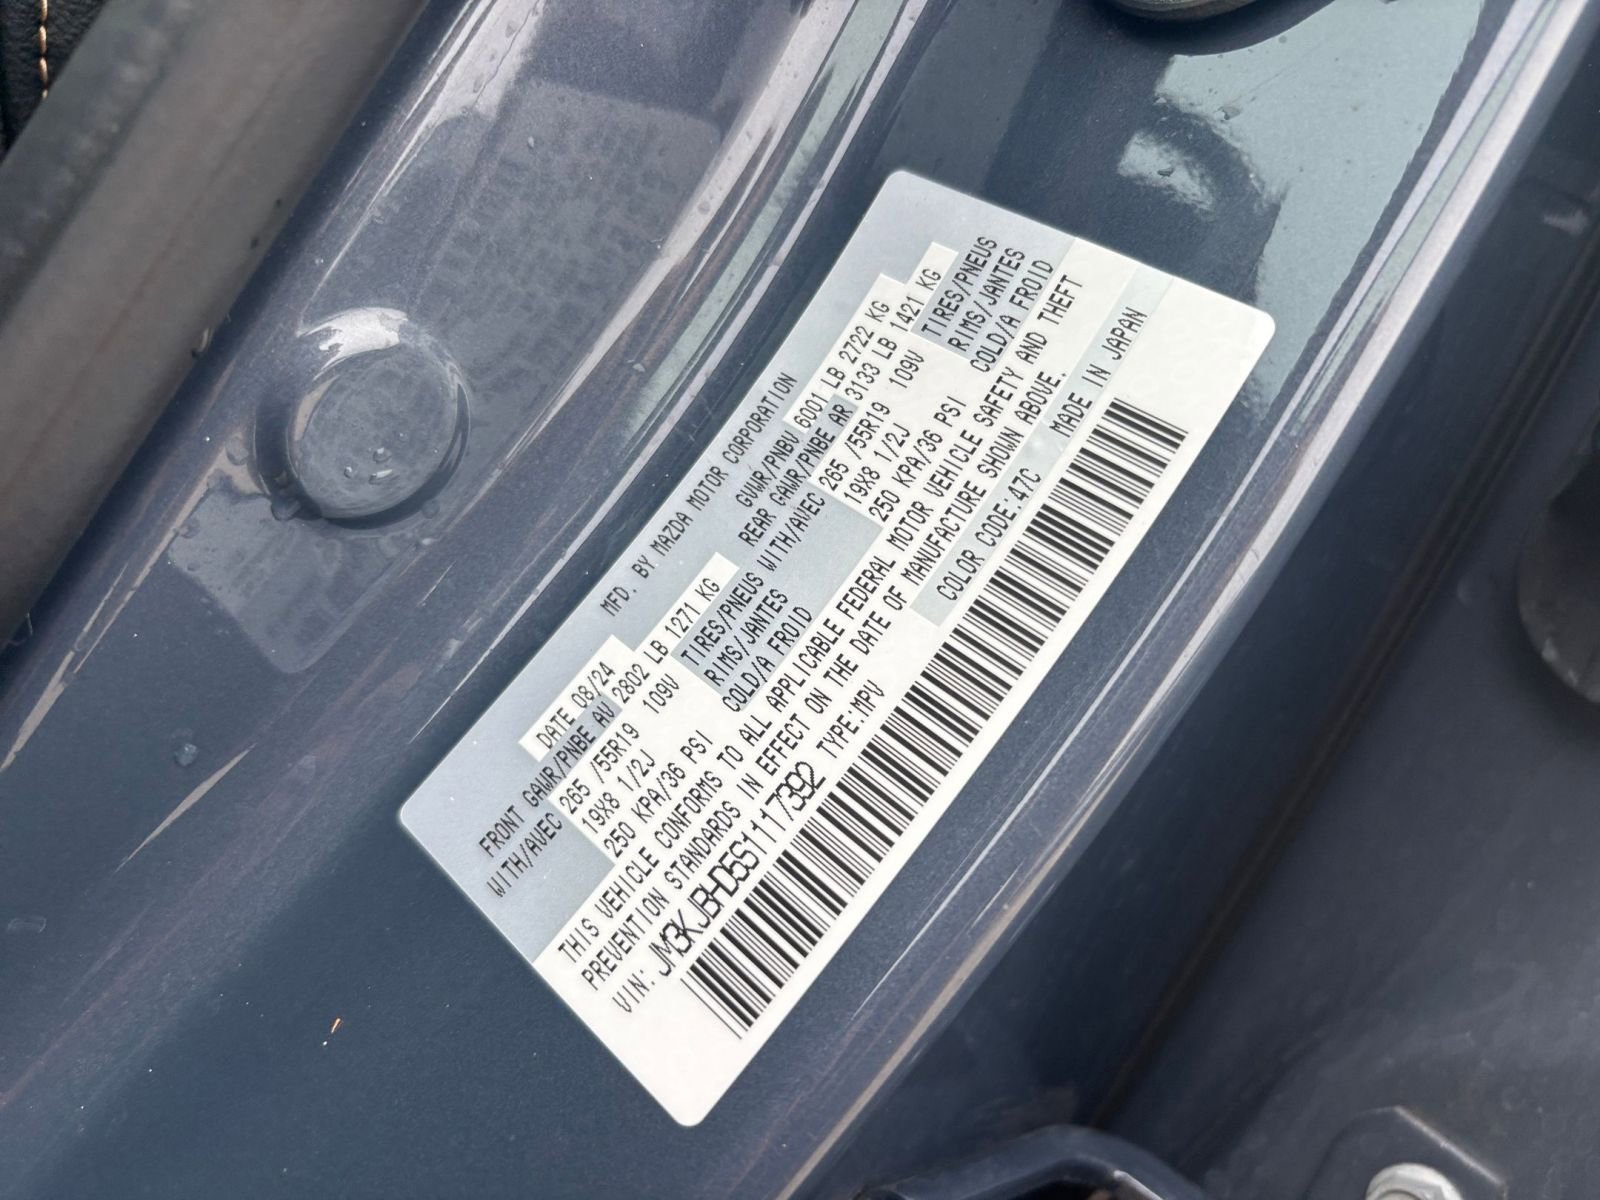 MFD. BY MAZDA MOTOR CORPORATION
DATE 08/24
GVWR/PNBV 6001 LB 2722 KG
FRONT GAWR/PNBE AV 2802 LB 1271 KG
REAR GAWR/PNBE AR 3133 LB 1421 KG
WITH/AVEC 265 /55R19 109V TIRES/PNEUS
WITH/AVEC 265 /55R19 109V TIRES/PNEUS
19X8 1/2J RIMS/JANTES
19X8 1/2J RIMS/JANTES
250 KPA/36 PSI COLD/A FROID
250 KPA/36 PSI COLD/A FROID
THIS VEHICLE CONFORMS TO ALL APPLICABLE FEDERAL MOTOR VEHICLE SAFETY AND THEFT
PREVENTION STANDARDS IN EFFECT ON THE DATE OF MANUFACTURE SHOWN ABOVE.
VIN: JM3KJBHD5S1117392 TYPE:MPV COLOR CODE:47C MADE IN JAPAN